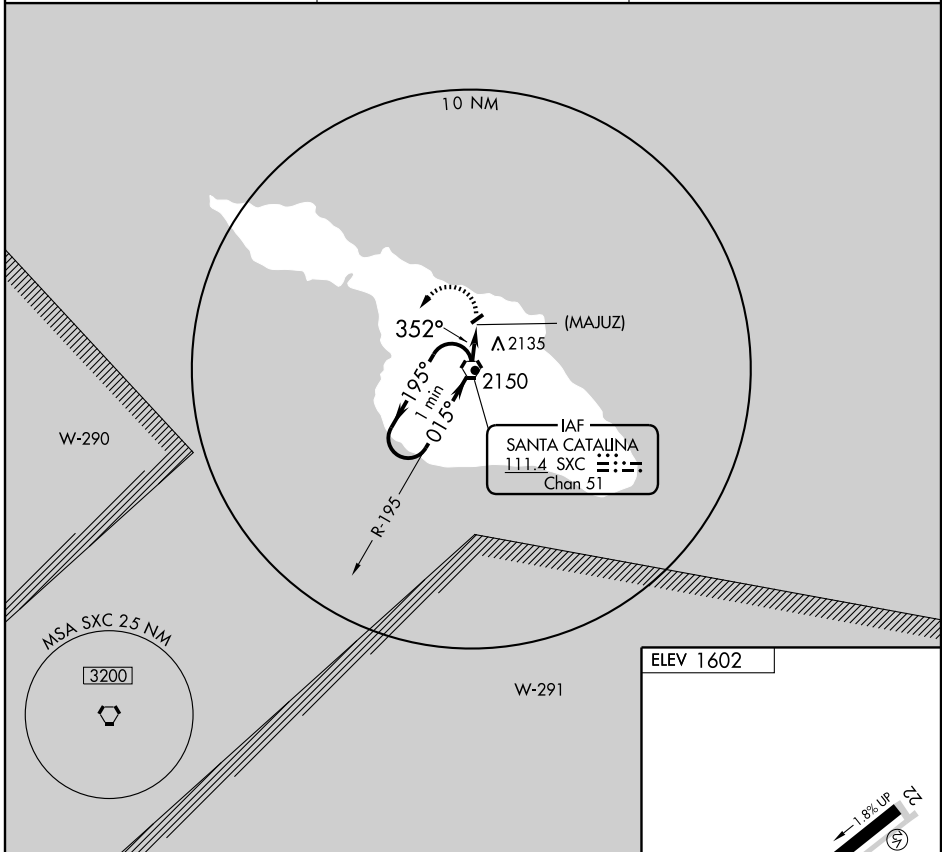 10 NM
(MAJUZ)
352°
2135
2150
195°
1 min
015°
IAF
SANTA CATALINA
111.4 SXC
Chan 51
W-290
R-195
MSA SXC 25 NM
3200
W-291
ELEV 1602
1.8% UP
22